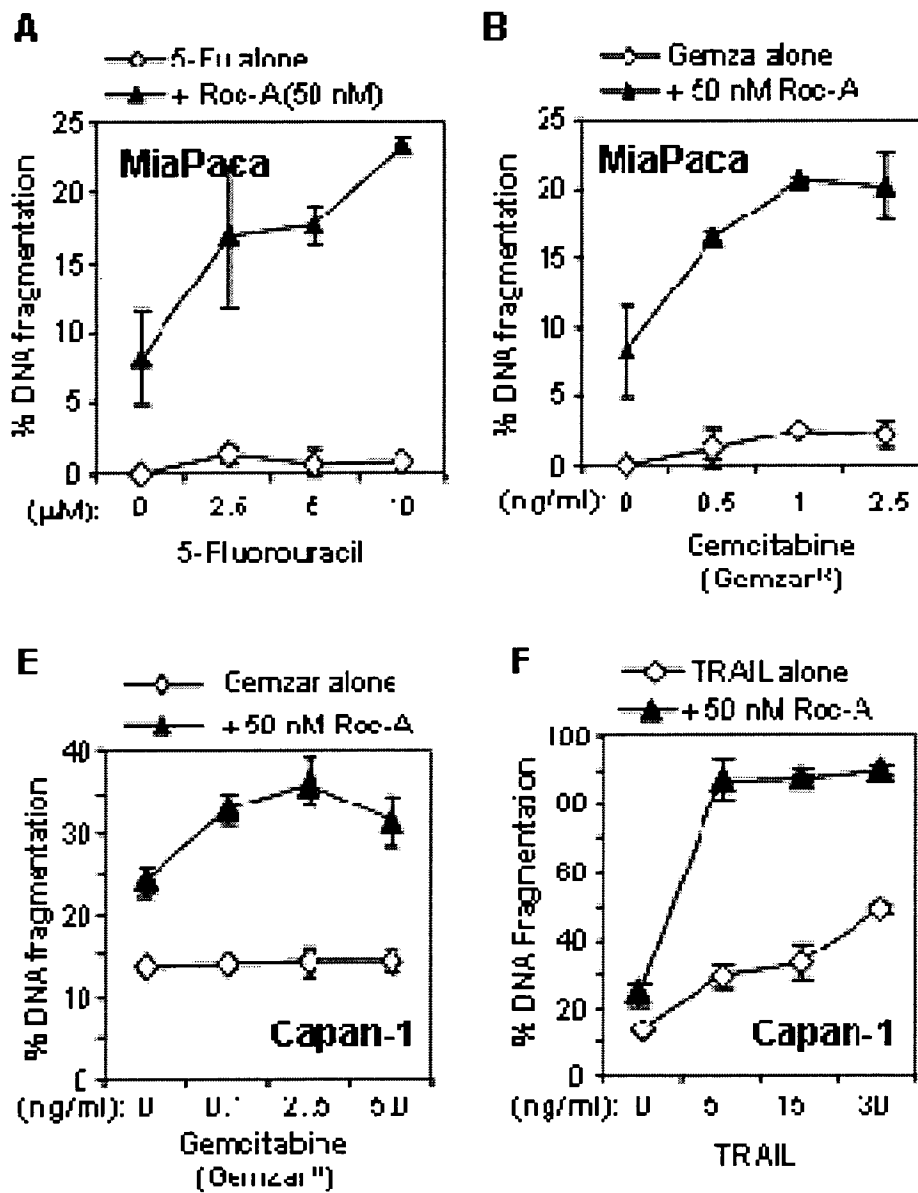 A
5-Fu alone
+ Roc-A(50 nM)
25
20
15
10
5
0
MiaPaca
% DNA fragmentation
(µM): 0 2.5 5 10
5-Fluorouracil
B
Gemza alone
+ 50 nM Roc-A
25
20
15
10
5
0
MiaPaca
% DNA fragmentation
(ng/ml): 0 0.5 1 2.5
Gemcitabine
(Gemzar
E
Gemzar alone
+ 50 nM Roc-A
40
30
20
10
0
Capan-1
% DNA fragmentation
(ng/ml): 0 2.5 5.0
Gemcitabine
(Gemzar
F
TRAIL alone
+ 50 nM Roc-A
100
60
40
20
0
Capan-1
% DNA Fragmentation
(ng/ml): 0 5 15 30
TRAIL